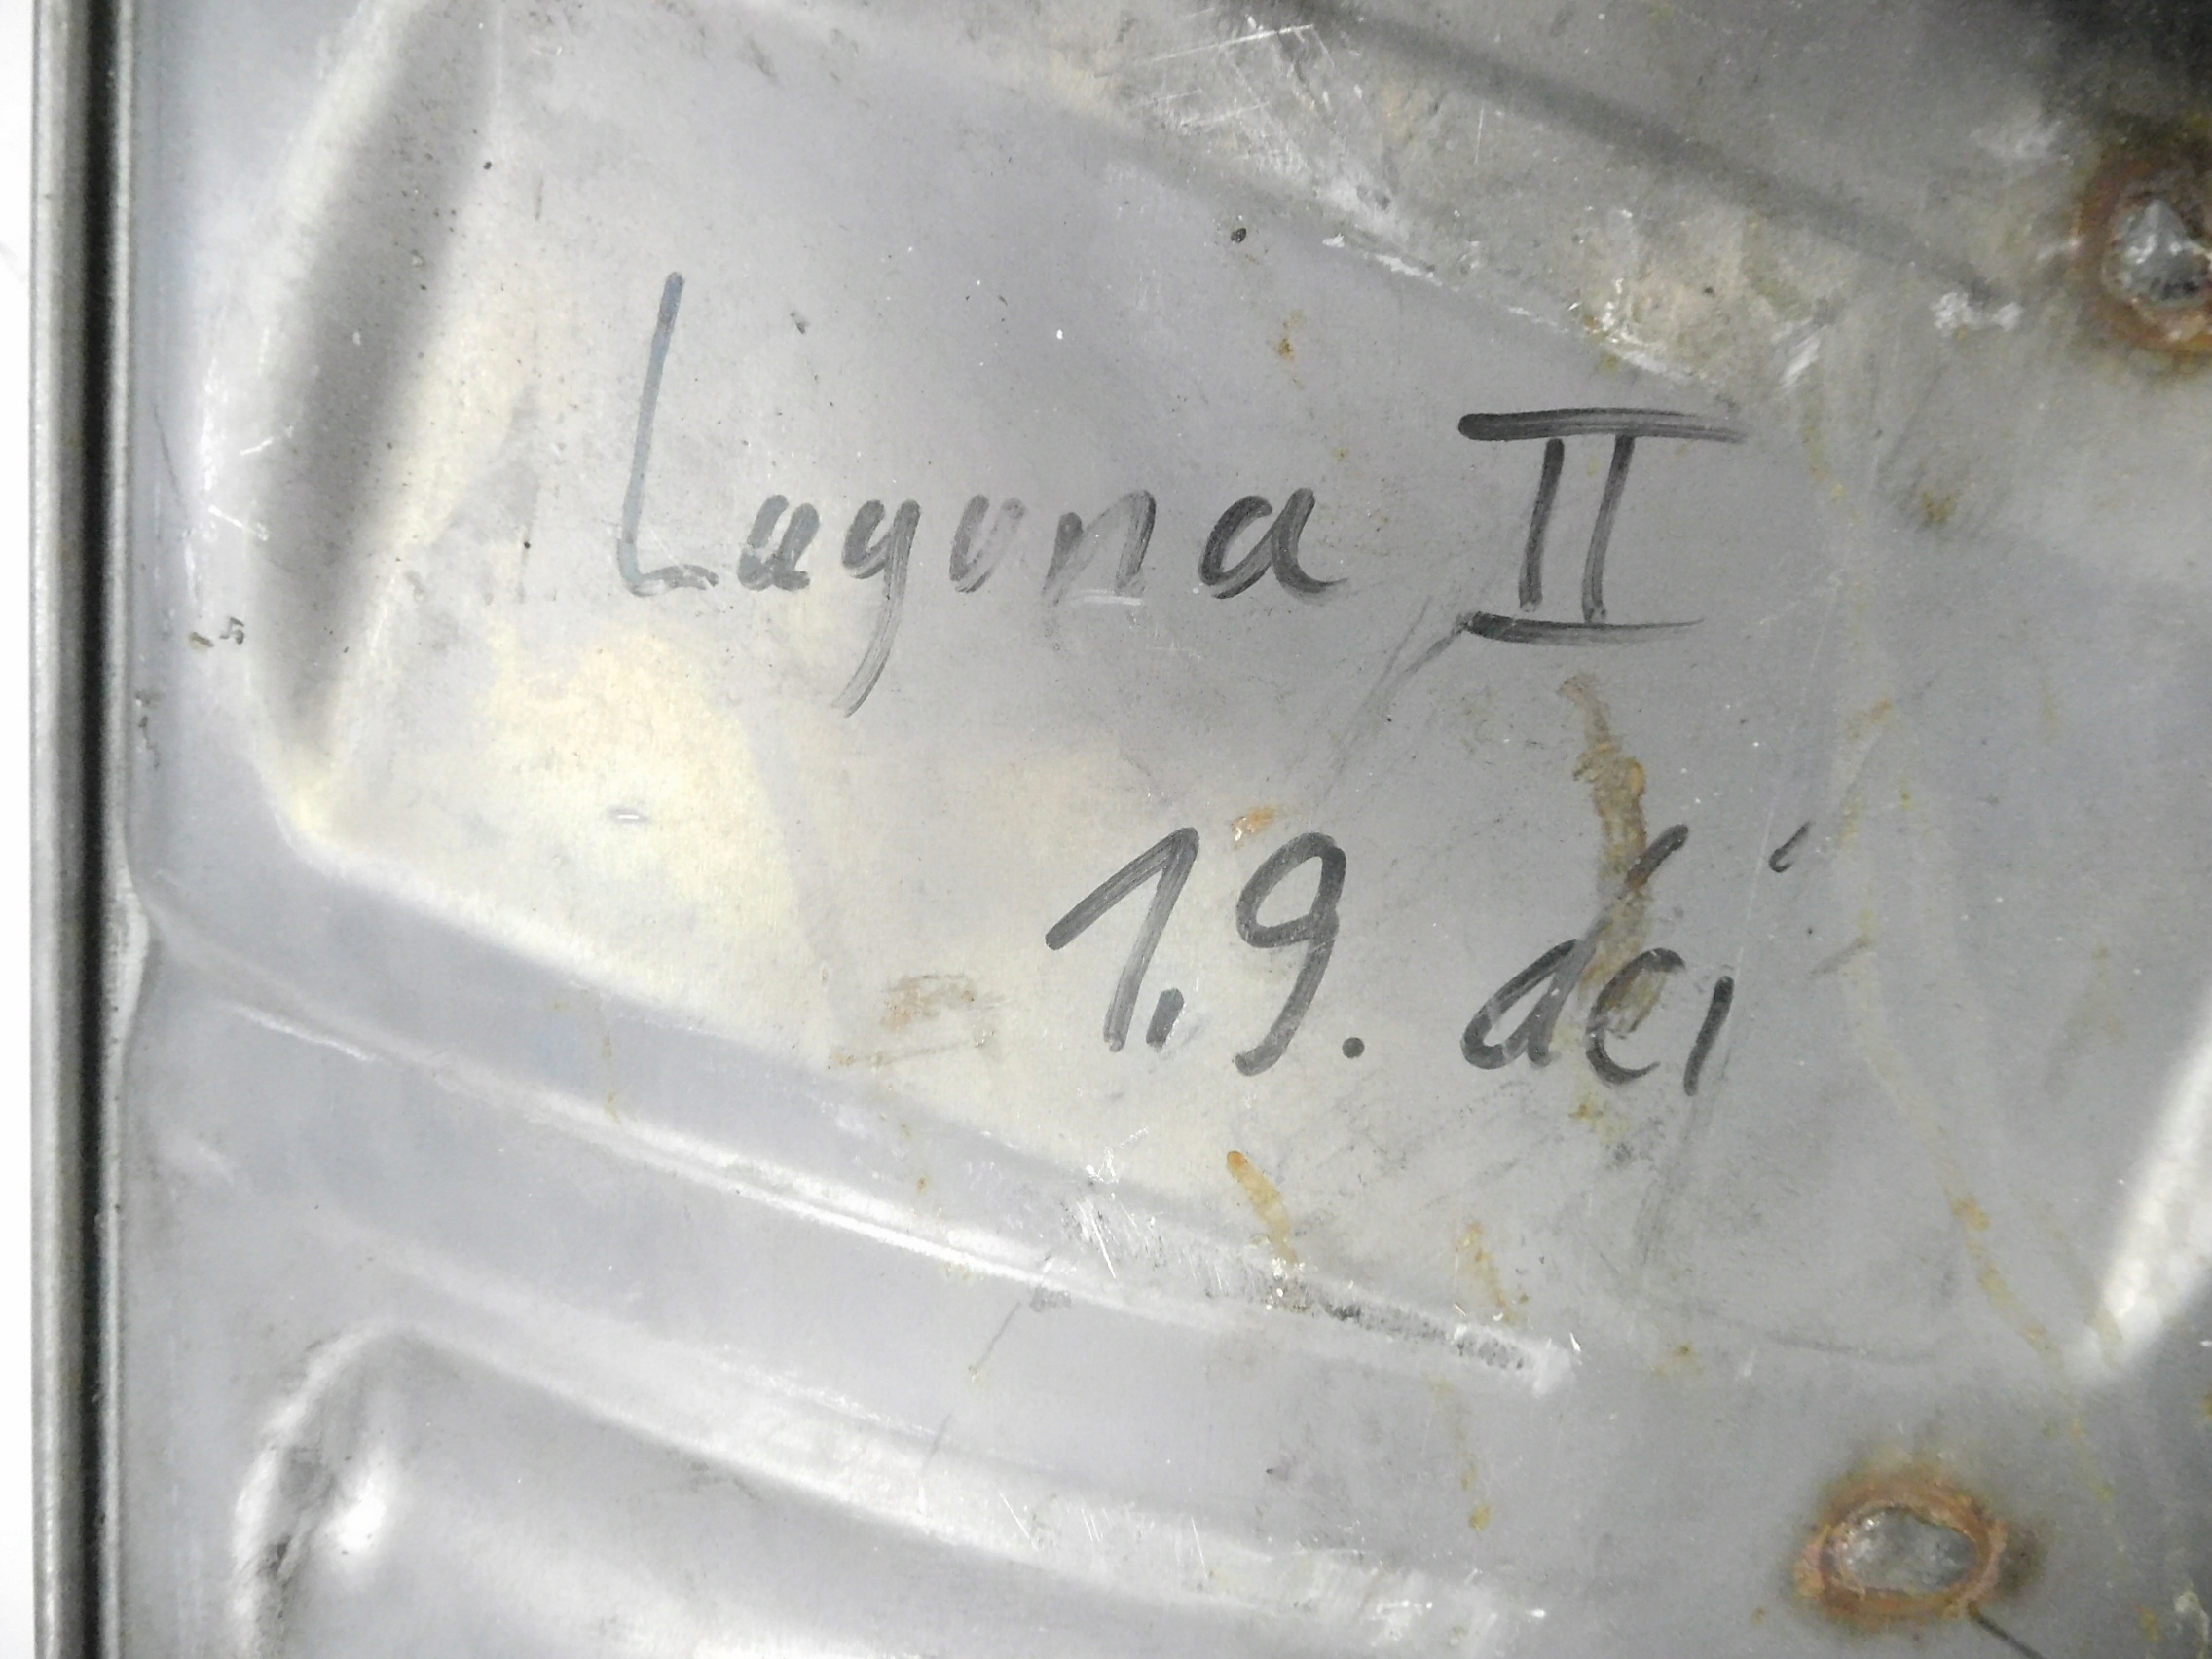 Laguna II
1,9. dci